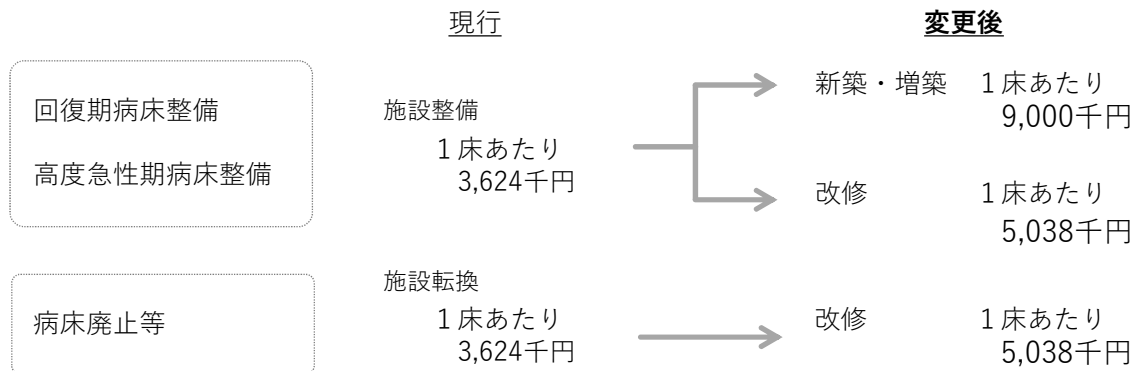 現行
変更後
回復期病床整備
高度急性期病床整備
施設整備
１床あたり
3,624千円
新築・増築　１床あたり
9,000千円
改修　１床あたり
5,038千円
病床廃止等
施設転換
１床あたり
3,624千円
改修　１床あたり
5,038千円